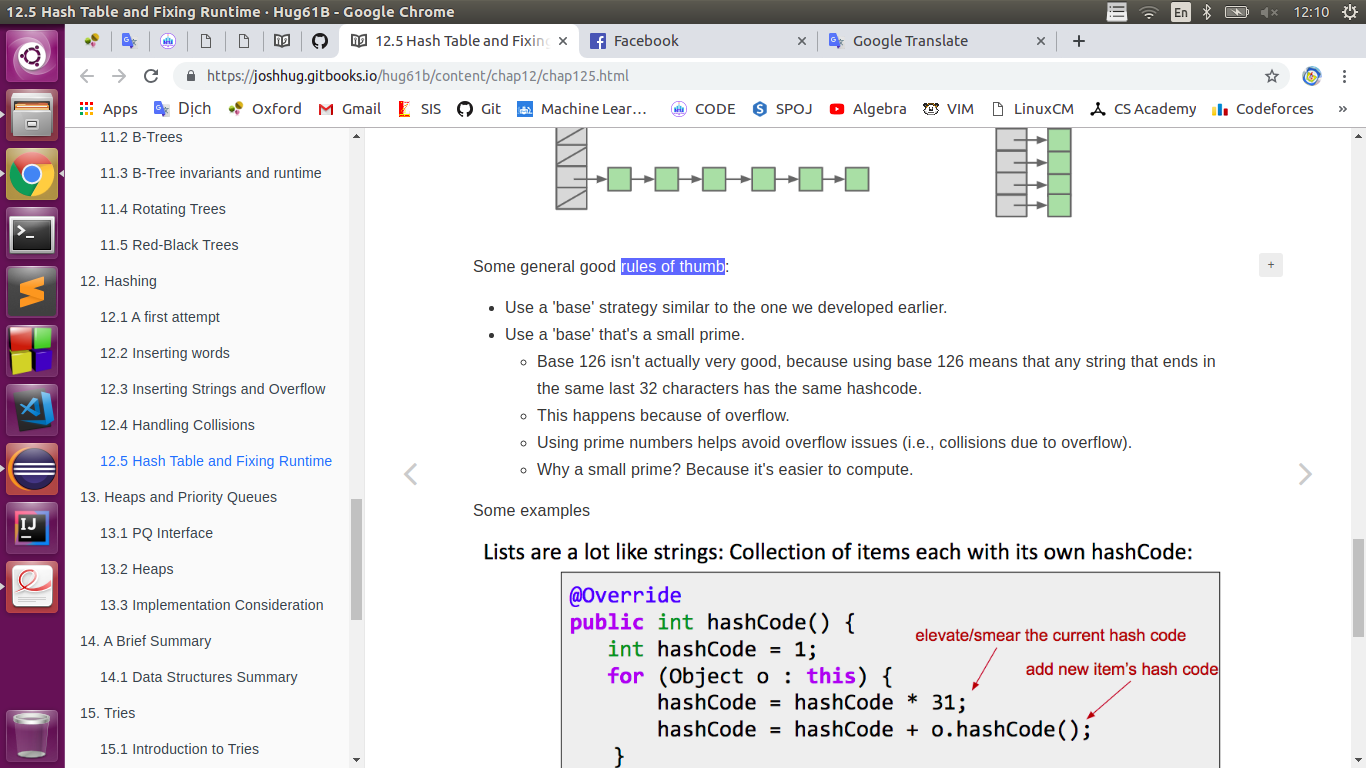 12.5 Hash Table and Fixing Runtime · Hug61B - Google Chrome
En
12:10
12.5 Hash Table and Fixing
Facebook
Google Translate
https://joshhug.gitbooks.io/hug61b/content/chap12/chap125.html
Apps
Dịch
Oxford
Gmail
SIS
Git
Machine Lear…
CODE
SPOJ
Algebra
VIM
LinuxCM
CS Academy
Codeforces
»
11.2 B-Trees
11.3 B-Tree invariants and runtime
11.4 Rotating Trees
11.5 Red-Black Trees
12. Hashing
12.1 A first attempt
12.2 Inserting words
12.3 Inserting Strings and Overflow
12.4 Handling Collisions
12.5 Hash Table and Fixing Runtime
13. Heaps and Priority Queues
13.1 PQ Interface
13.2 Heaps
13.3 Implementation Consideration
14. A Brief Summary
14.1 Data Structures Summary
15. Tries
15.1 Introduction to Tries
Some general good rules of thumb:
+
• Use a 'base' strategy similar to the one we developed earlier.
• Use a 'base' that's a small prime.
◦ Base 126 isn't actually very good, because using base 126 means that any string that ends in
the same last 32 characters has the same hashcode.
◦ This happens because of overflow.
◦ Using prime numbers helps avoid overflow issues (i.e., collisions due to overflow).
◦ Why a small prime? Because it's easier to compute.
Some examples
Lists are a lot like strings: Collection of items each with its own hashCode:
@Override
public int hashCode() {
int hashCode = 1;
elevate/smear the current hash code
for (Object o : this) {
add new item's hash code
hashCode = hashCode * 31;
hashCode = hashCode + o.hashCode();
}
IJ